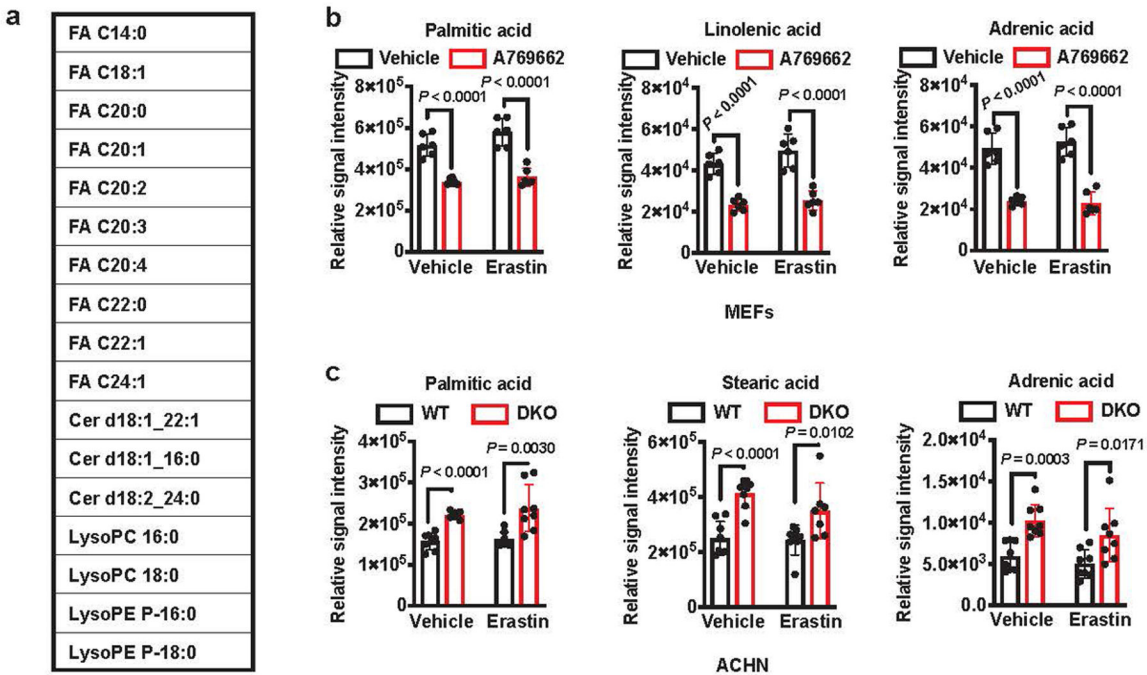 a
FA C14:0
FA C18:1
FA C20:0
FA C20:1
FA C20:2
FA C20:3
FA C20:4
FA C22:0
FA C22:1
FA C24:1
Cer d18:1_22:1
Cer d18:1_16:0
Cer d18:2_24:0
LysoPC 16:0
LysoPC 18:0
LysoPE P-16:0
LysoPE P-18:0
b
Palmitic acid
Vehicle A769662
Relative signal intensity
8×10⁵
6×10⁵
4×10⁵
2×10⁵
0
P < 0.0001
P < 0.0001
Vehicle Erastin
Linolenic acid
Vehicle A769662
Relative signal intensity
8×10⁴
6×10⁴
4×10⁴
2×10⁴
0
P < 0.0001
P < 0.0001
Vehicle Erastin
Adrenic acid
Vehicle A769662
Relative signal intensity
8×10⁴
6×10⁴
4×10⁴
2×10⁴
0
P < 0.0001
P < 0.0001
Vehicle Erastin
MEFs
c
Palmitic acid
WT DKO
Relative signal intensity
4×10⁵
3×10⁵
2×10⁵
1×10⁵
0
P < 0.0001
P = 0.0030
Vehicle Erastin
Stearic acid
WT DKO
Relative signal intensity
6×10⁵
4×10⁵
2×10⁵
0
P < 0.0001
P = 0.0102
Vehicle Erastin
Adrenic acid
WT DKO
Relative signal intensity
2.0×10⁴
1.5×10⁴
1.0×10⁴
5.0×10³
0.0
P = 0.0003
P = 0.0171
Vehicle Erastin
ACHN